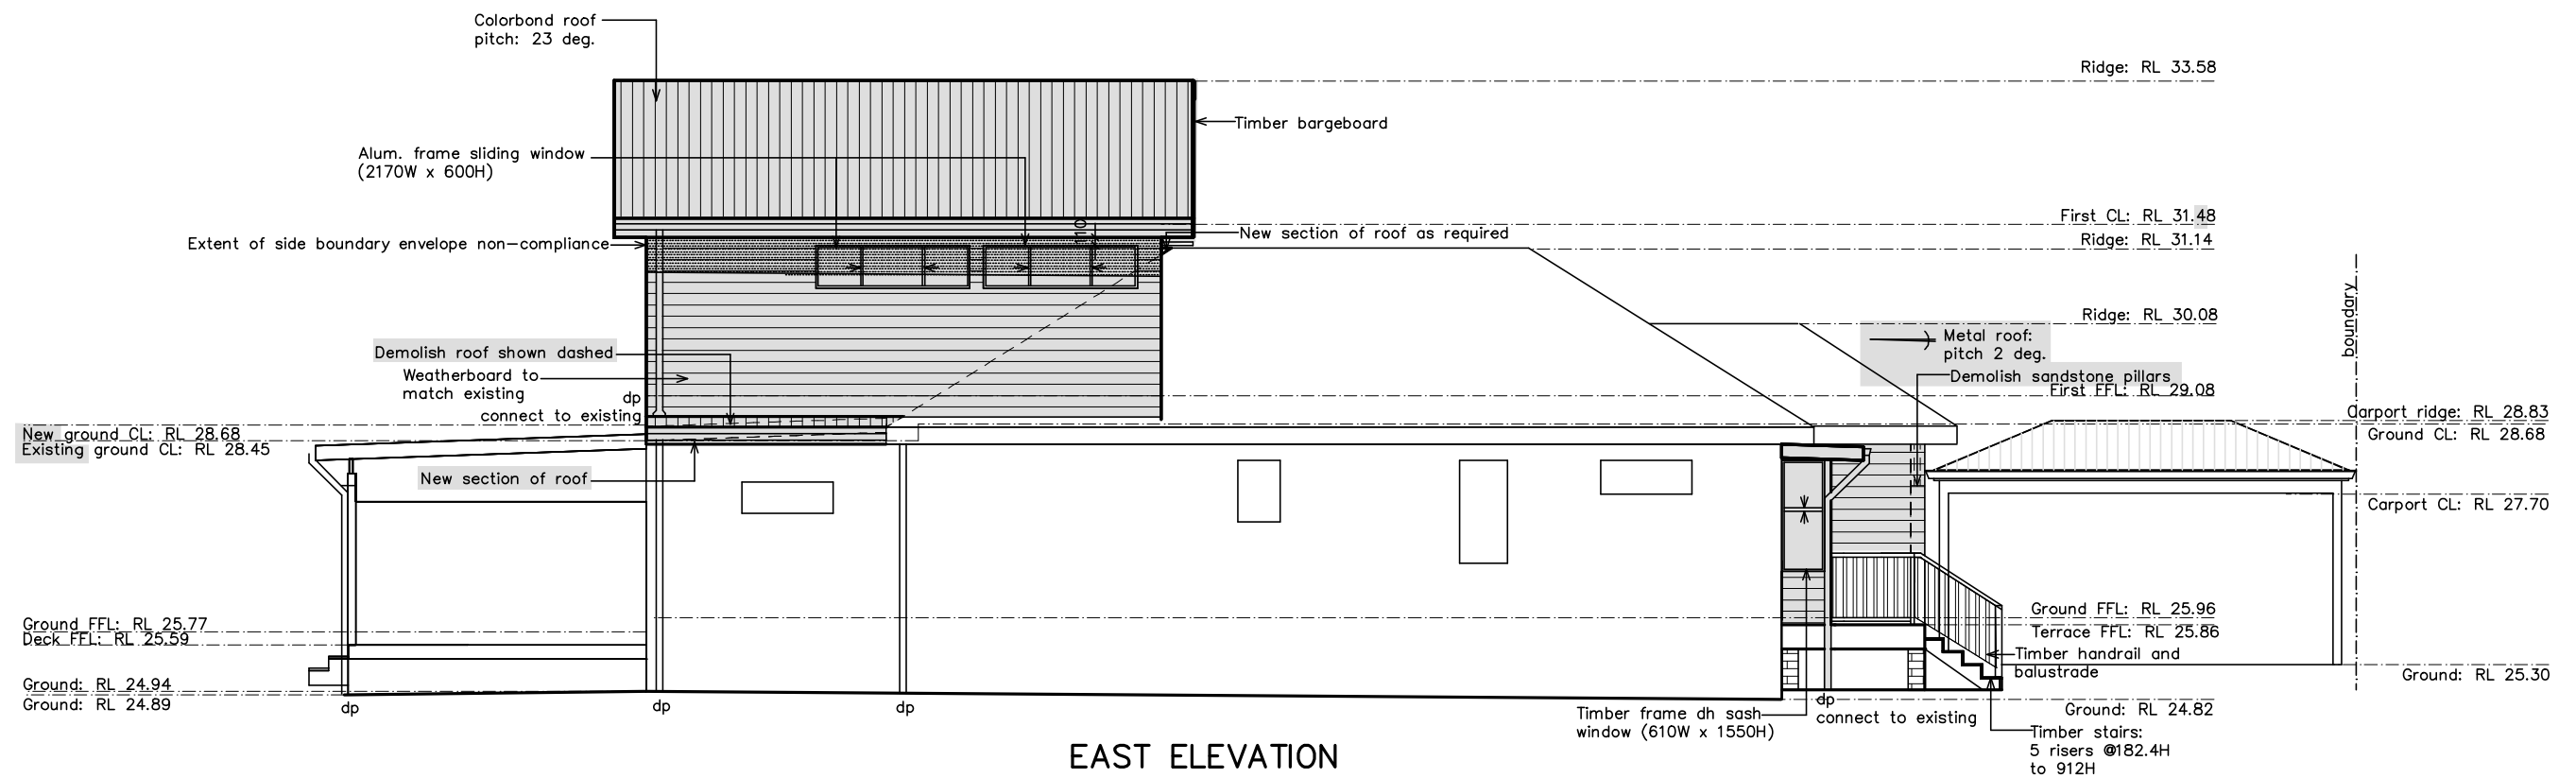 Colorbond roof
pitch: 23 deg.
Ridge: RL 33.58
Timber bargeboard
Alum. frame sliding window
(2170W x 600H)
First CL: RL 31.48
110
New section of roof as required
Ridge: RL 31.14
Extent of side boundary envelope non-compliance
boundary
Ridge: RL 30.08
Metal roof:
pitch 2 deg.
Demolish roof shown dashed
Weatherboard to
match existing
Demolish sandstone pillars
First FFL: RL 29.08
dp
connect to existing
Carport ridge: RL 28.83
New ground CL: RL 28.68
Ground CL: RL 28.68
Existing ground CL: RL 28.45
New section of roof
Carport CL: RL 27.70
Ground FFL: RL 25.77
Deck FFL: RL 25.59
Ground FFL: RL 25.96
Terrace FFL: RL 25.86
Timber handrail and
balustrade
Ground: RL 25.30
Ground: RL 24.94
Ground: RL 24.89
dp
dp
dp
dp
connect to existing
Ground: RL 24.82
Timber frame dh sash
window (610W x 1550H)
Timber stairs:
5 risers @182.4H
to 912H
EAST ELEVATION